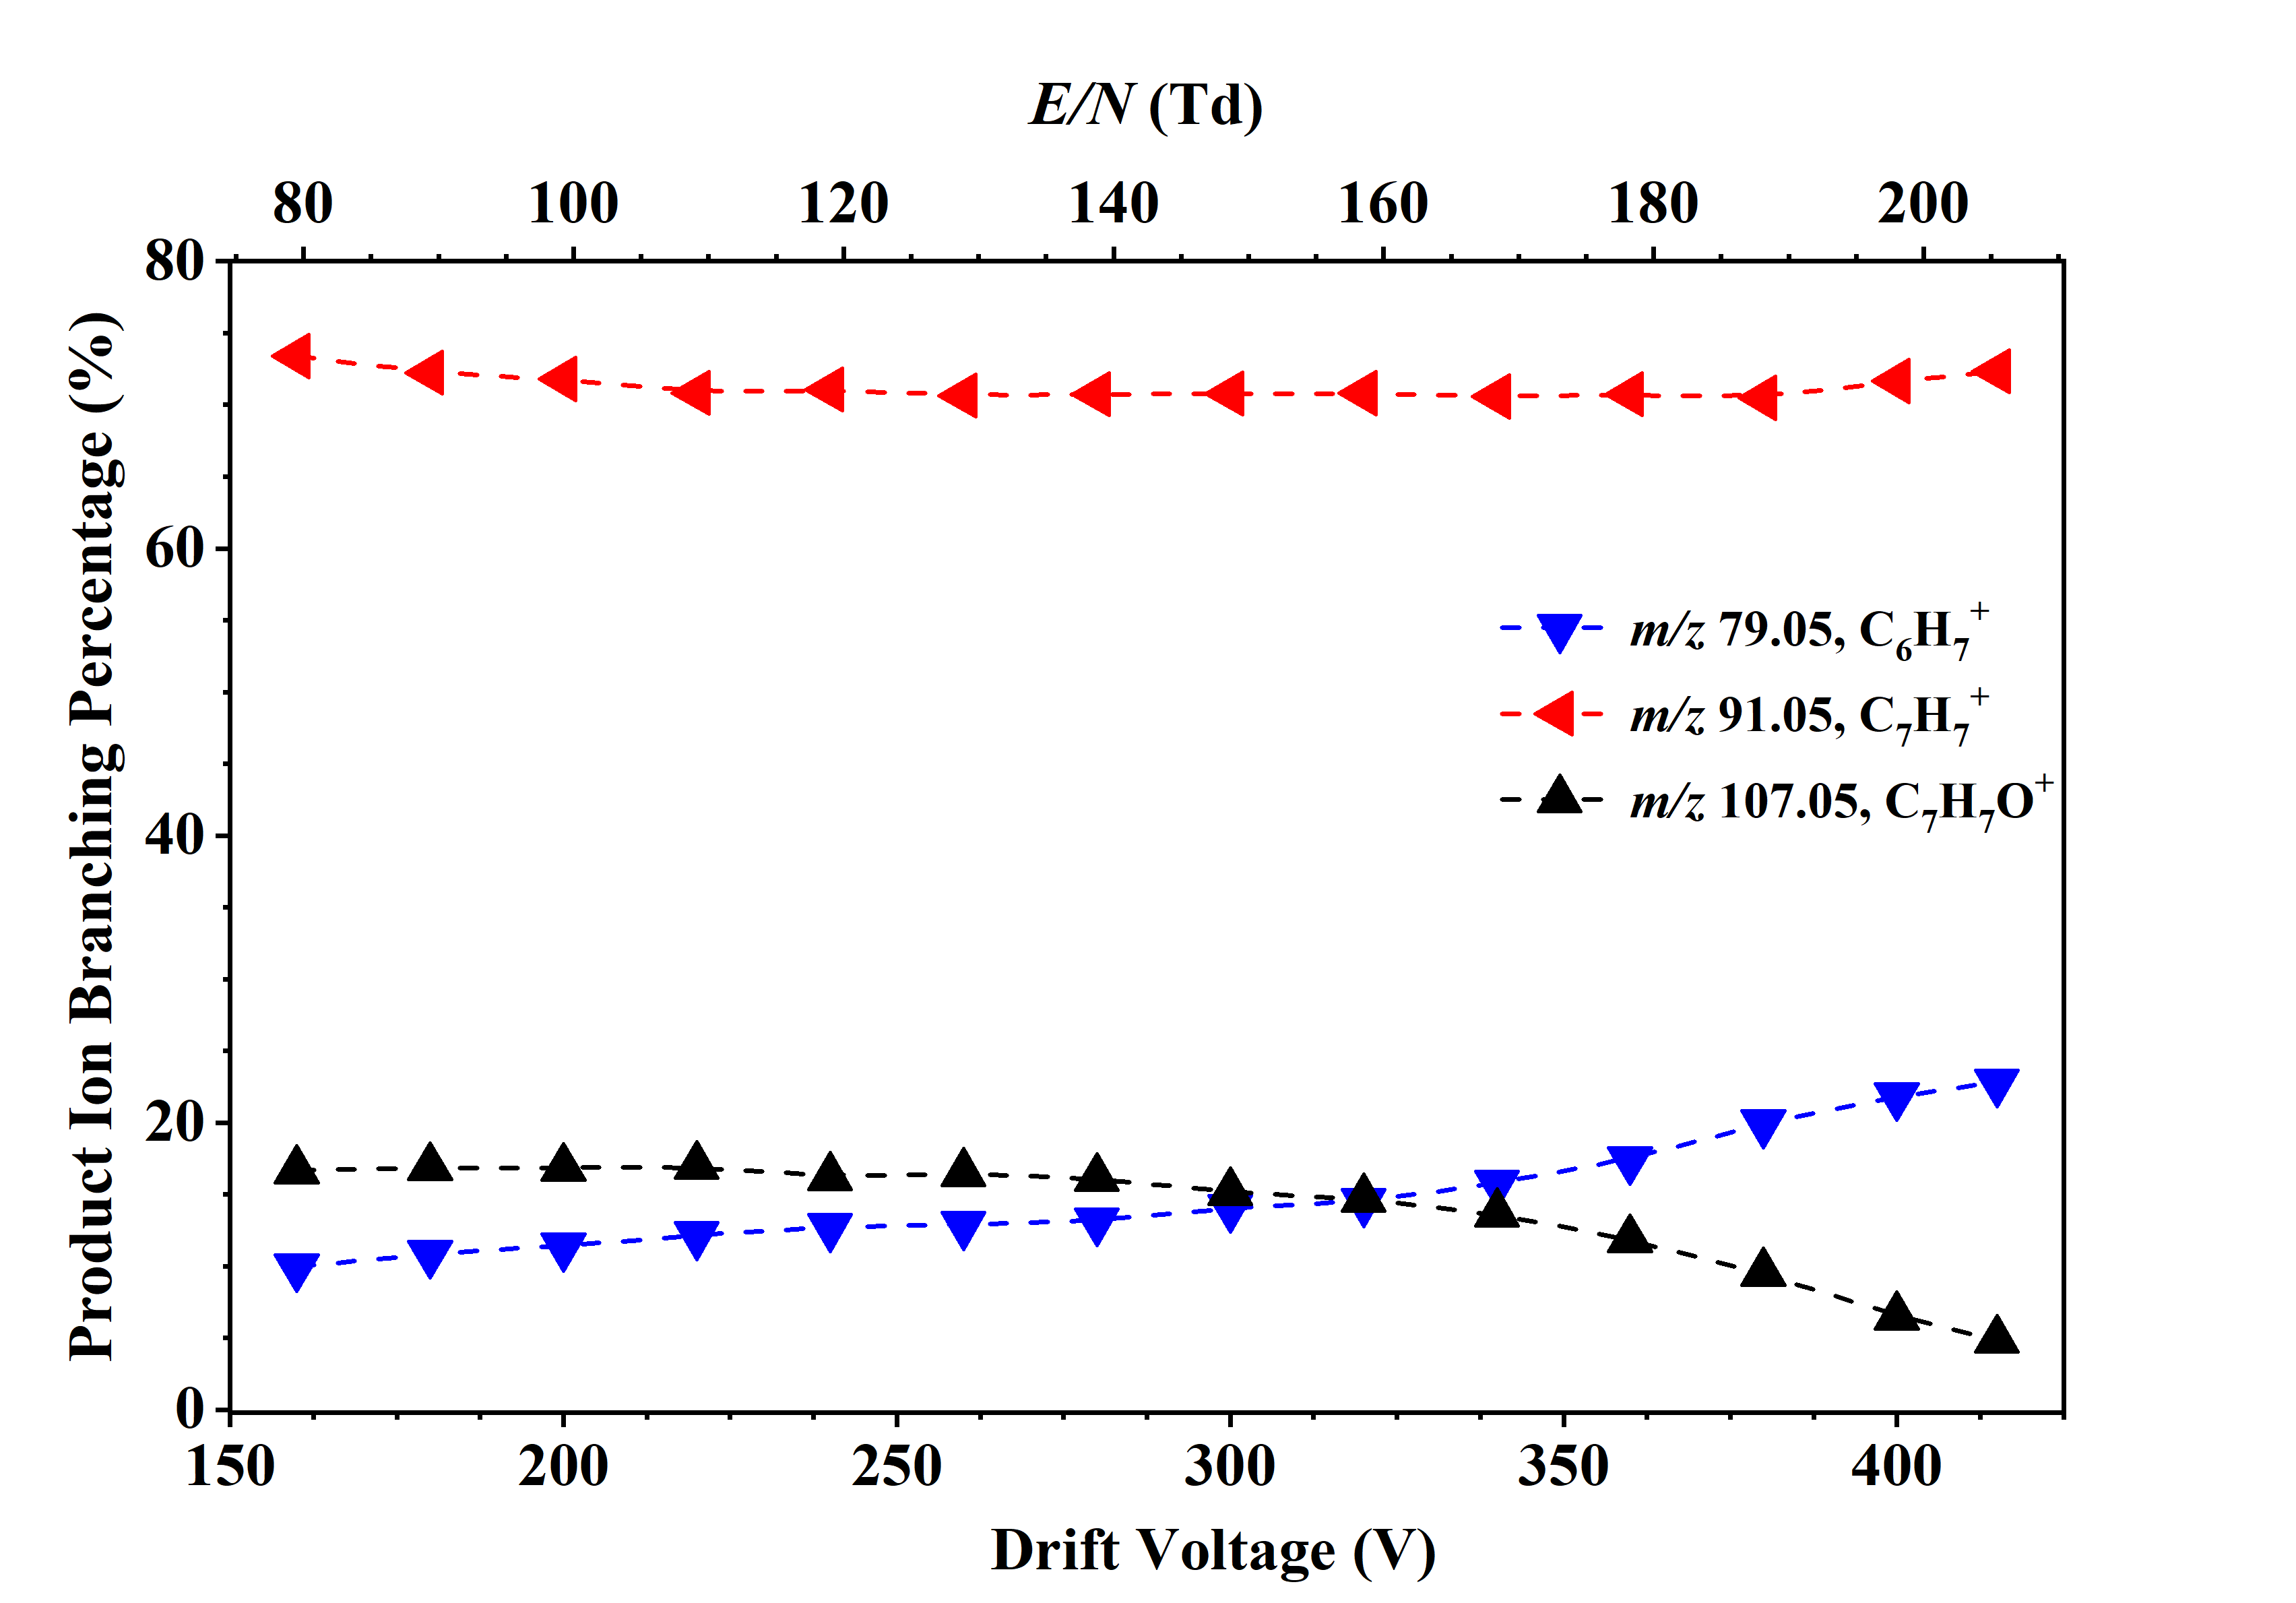 E/N (Td)
80 100 120 140 160 180 200
Product Ion Branching Percentage (%)
80
60
40
20
0
m/z 79.05, C₆H₇⁺
m/z 91.05, C₇H₇⁺
m/z 107.05, C₇H₇O⁺
150 200 250 300 350 400
Drift Voltage (V)